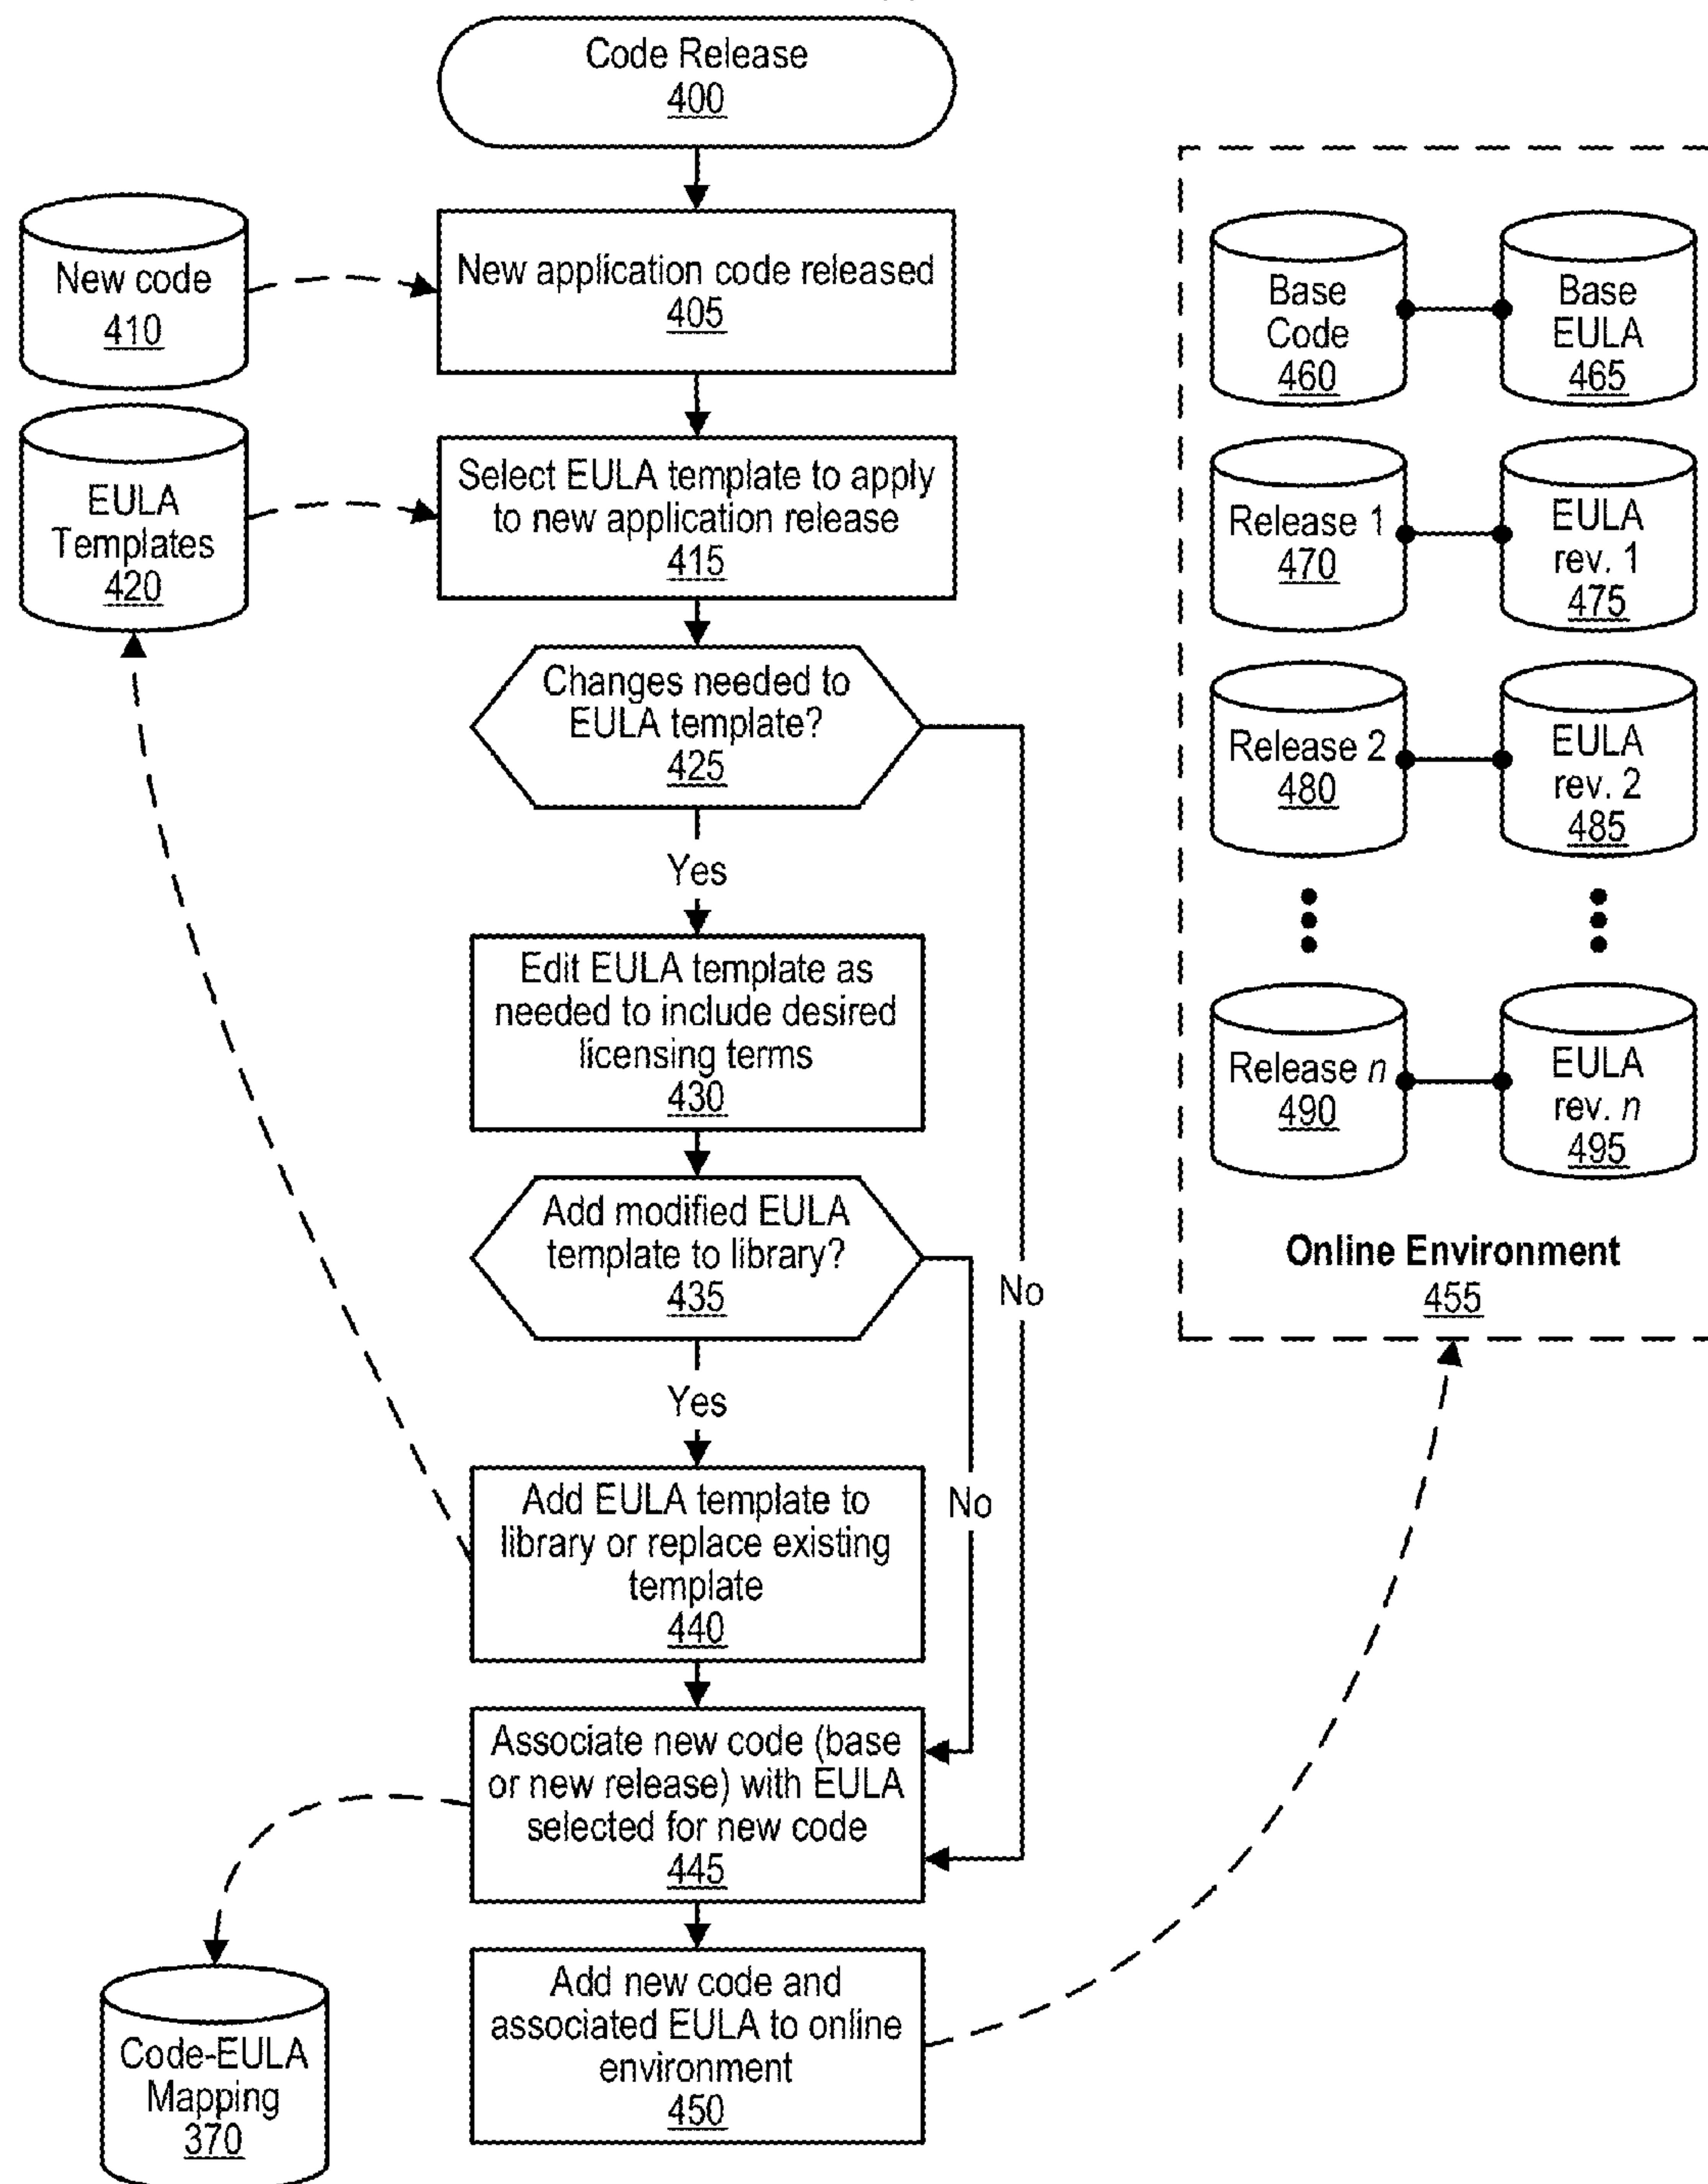 Code Release
400
New code
410
New application code released
405
EULA
Templates
420
Select EULA template to apply
to new application release
415
Changes needed to
EULA template?
425
Yes
No
Edit EULA template as
needed to include desired
licensing terms
430
Add modified EULA
template to library?
435
Yes
No
Add EULA template to
library or replace existing
template
440
Associate new code (base
or new release) with EULA
selected for new code
445
Code-EULA
Mapping
370
Add new code and
associated EULA to online
environment
450
Base
Code
460
Base
EULA
465
Release 1
470
EULA
rev. 1
475
Release 2
480
EULA
rev. 2
485
Release n
490
EULA
rev. n
495
Online Environment
455